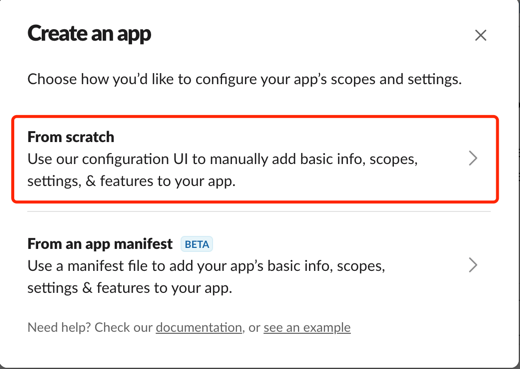 Create an app
Choose how you’d like to configure your app’s scopes and settings.
From scratch
Use our configuration UI to manually add basic info, scopes,
settings, & features to your app.
From an app manifest BETA
Use a manifest file to add your app’s basic info, scopes,
settings & features to your app.
Need help? Check our documentation, or see an example